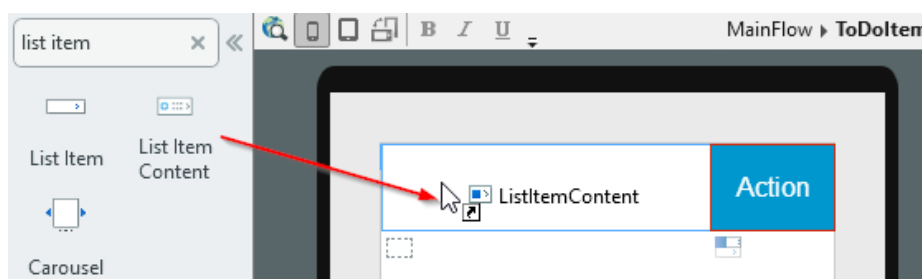 list item
B I U
MainFlow ToDoItem
List Item
List Item
Content
Carousel
ListItemContent
Action